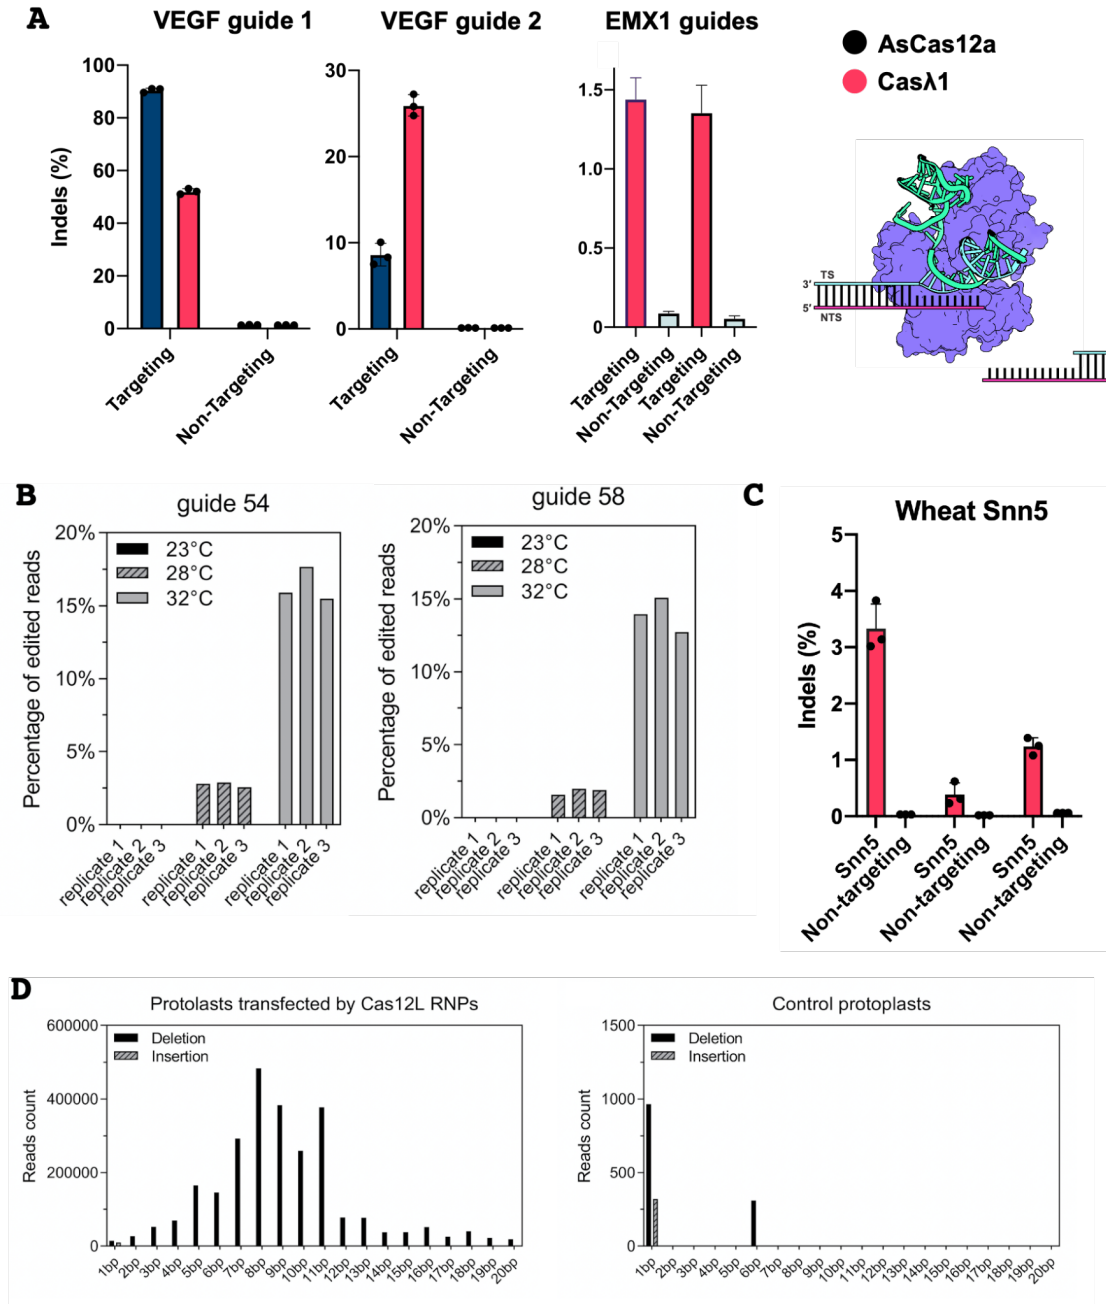 A
VEGF guide 1
VEGF guide 2
EMX1 guides
AsCas12a
Casλ1
Indels (%)
100
80
60
40
20
0
Targeting
Non-Targeting
30
20
10
0
Targeting
Non-Targeting
1.5
1.0
0.5
0
Targeting
Non-Targeting
Targeting
Non-Targeting
TS
3'
5'
NTS
B
guide 54
Percentage of edited reads
20%
15%
10%
5%
0%
23°C
28°C
32°C
replicate 1
replicate 2
replicate 3
replicate 1
replicate 2
replicate 3
replicate 1
replicate 2
replicate 3
guide 58
Percentage of edited reads
20%
15%
10%
5%
0%
23°C
28°C
32°C
replicate 1
replicate 2
replicate 3
replicate 1
replicate 2
replicate 3
replicate 1
replicate 2
replicate 3
C
Wheat Snn5
Indels (%)
5
4
3
2
1
0
Snn5
Non-targeting
Snn5
Non-targeting
Snn5
Non-targeting
D
Protolasts transfected by Cas12L RNPs
Reads count
600000
400000
200000
0
Deletion
Insertion
1bp
2bp
3bp
4bp
5bp
6bp
7bp
8bp
9bp
10bp
11bp
12bp
13bp
14bp
15bp
16bp
17bp
18bp
19bp
20bp
Control protoplasts
Reads count
1500
1000
500
0
Deletion
Insertion
1bp
2bp
3bp
4bp
5bp
6bp
7bp
8bp
9bp
10bp
11bp
12bp
13bp
14bp
15bp
16bp
17bp
18bp
19bp
20bp